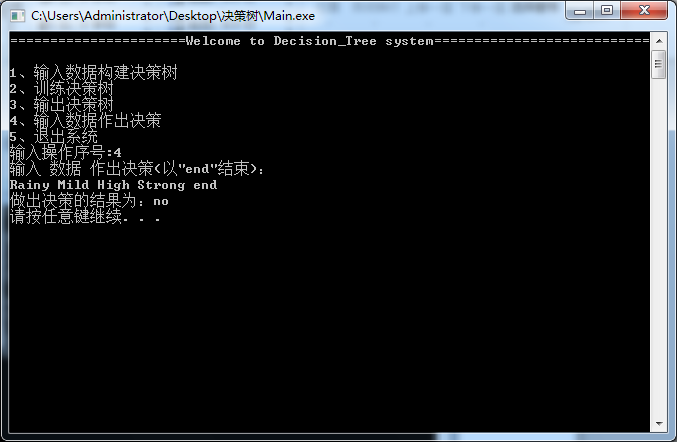 C:\Users\Administrator\Desktop\决策树\Main.exe
======================Welcome to Decision_Tree system===========================
1、输入数据构建决策树
2、训练决策树
3、输出决策树
4、输入数据作出决策
5、退出系统
输入操作序号:4
输入 数据 作出决策(以"end"结束):
Rainy Mild High Strong end
做出决策的结果为：no
请按任意键继续. . .